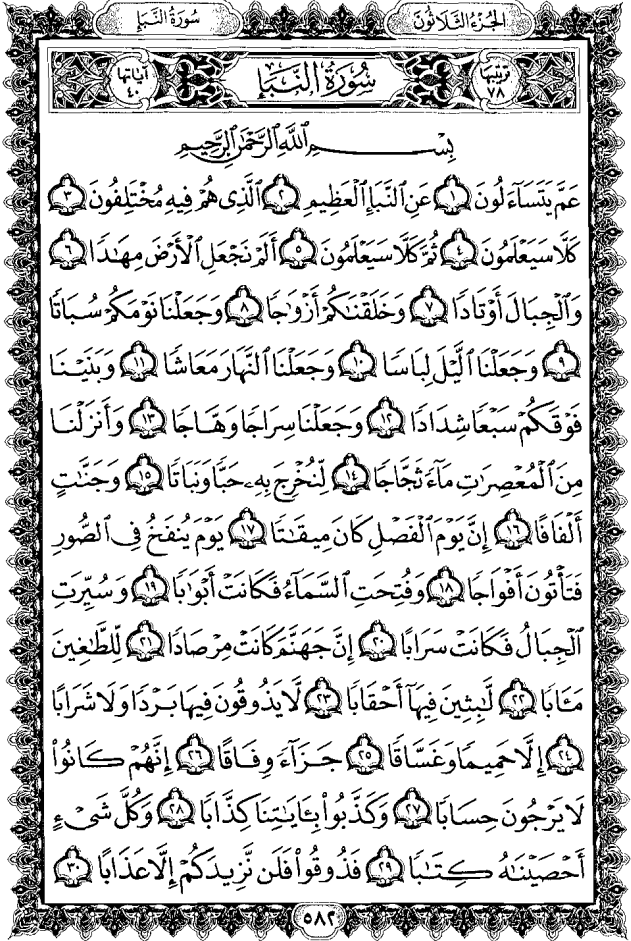 الجزء الثلاثون
سورة النبإ
ترتيبها ٧٨
سُورَةُ النَّبَإِ
آياتها ٤٠
بِسْمِ ٱللَّهِ ٱلرَّحْمَٰنِ ٱلرَّحِيمِ
عَمَّ يَتَسَآءَلُونَ ١ عَنِ ٱلنَّبَإِ ٱلْعَظِيمِ ٢ ٱلَّذِى هُمْ فِيهِ مُخْتَلِفُونَ ٣
كَلَّا سَيَعْلَمُونَ ٤ ثُمَّ كَلَّا سَيَعْلَمُونَ ٥ أَلَمْ نَجْعَلِ ٱلْأَرْضَ مِهَٰدًا ٦
وَٱلْجِبَالَ أَوْتَادًا ٧ وَخَلَقْنَٰكُمْ أَزْوَٰجًا ٨ وَجَعَلْنَا نَوْمَكُمْ سُبَاتًا
٩ وَجَعَلْنَا ٱلَّيْلَ لِبَاسًا ١٠ وَجَعَلْنَا ٱلنَّهَارَ مَعَاشًا ١١ وَبَنَيْنَا
فَوْقَكُمْ سَبْعًا شِدَادًا ١٢ وَجَعَلْنَا سِرَاجًا وَهَّاجًا ١٣ وَأَنزَلْنَا
مِنَ ٱلْمُعْصِرَٰتِ مَآءً ثَجَّاجًا ١٤ لِّنُخْرِجَ بِهِۦ حَبًّا وَنَبَاتًا ١٥ وَجَنَّٰتٍ
أَلْفَافًا ١٦ إِنَّ يَوْمَ ٱلْفَصْلِ كَانَ مِيقَٰتًا ١٧ يَوْمَ يُنفَخُ فِى ٱلصُّورِ
فَتَأْتُونَ أَفْوَاجًا ١٨ وَفُتِحَتِ ٱلسَّمَآءُ فَكَانَتْ أَبْوَٰبًا ١٩ وَسُيِّرَتِ
ٱلْجِبَالُ فَكَانَتْ سَرَابًا ٢٠ إِنَّ جَهَنَّمَ كَانَتْ مِرْصَادًا ٢١ لِّلطَّٰغِينَ
مَـَٔابًا ٢٢ لَّٰبِثِينَ فِيهَآ أَحْقَابًا ٢٣ لَّا يَذُوقُونَ فِيهَا بَرْدًا وَلَا شَرَابًا
٢٤ إِلَّا حَمِيمًا وَغَسَّاقًا ٢٥ جَزَآءً وِفَاقًا ٢٦ إِنَّهُمْ كَانُوا۟
لَا يَرْجُونَ حِسَابًا ٢٧ وَكَذَّبُوا۟ بِـَٔايَٰتِنَا كِذَّابًا ٢٨ وَكُلَّ شَىْءٍ
أَحْصَيْنَٰهُ كِتَٰبًا ٢٩ فَذُوقُوا۟ فَلَن نَّزِيدَكُمْ إِلَّا عَذَابًا ٣٠
٥٨٢